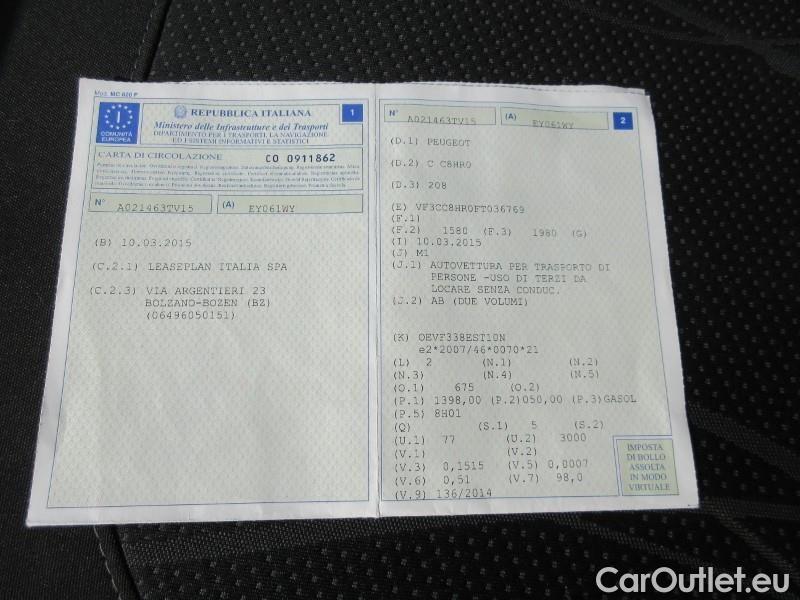 Mod. MC 820 F
I
COMUNITÀ
EUROPEA
REPUBBLICA ITALIANA
1
Ministero delle Infrastrutture e dei Trasporti
DIPARTIMENTO PER I TRASPORTI, LA NAVIGAZIONE
ED I SISTEMI INFORMATIVI E STATISTICI
CARTA DI CIRCOLAZIONE
CO 0911862
N° A021463TV15 (A) EY061WY
(B) 10.03.2015
(C.2.1) LEASEPLAN ITALIA SPA
(C.2.3) VIA ARGENTIERI 23
BOLZANO-BOZEN (BZ)
(06496050151)
N° A021463TV15 (A) EY061WY 2
(D.1) PEUGEOT
(D.2) C C8HR0
(D.3) 208
(E) VF3CC8HR0FT036769
(F.1)
(F.2) 1580 (F.3) 1980 (G)
(I) 10.03.2015
(J) M1
(J.1) AUTOVETTURA PER TRASPORTO DI
PERSONE -USO DI TERZI DA
LOCARE SENZA CONDUC.
(J.2) AB (DUE VOLUMI)
(K) OEVF338EST10N
e2*2007/46*0070*21
(L) 2 (N.1) (N.2)
(N.3) (N.4) (N.5)
(O.1) 675 (O.2)
(P.1) 1398,00 (P.2)050,00 (P.3)GASOL
(P.5) 8H01
(Q) (S.1) 5 (S.2)
(U.1) 77 (U.2) 3000
(V.1) (V.2)
(V.3) 0,1515 (V.5) 0,0007
(V.6) 0,51 (V.7) 98,0
(V.9) 136/2014
IMPOSTA
DI BOLLO
ASSOLTA
IN MODO
VIRTUALE
CarOutlet.eu